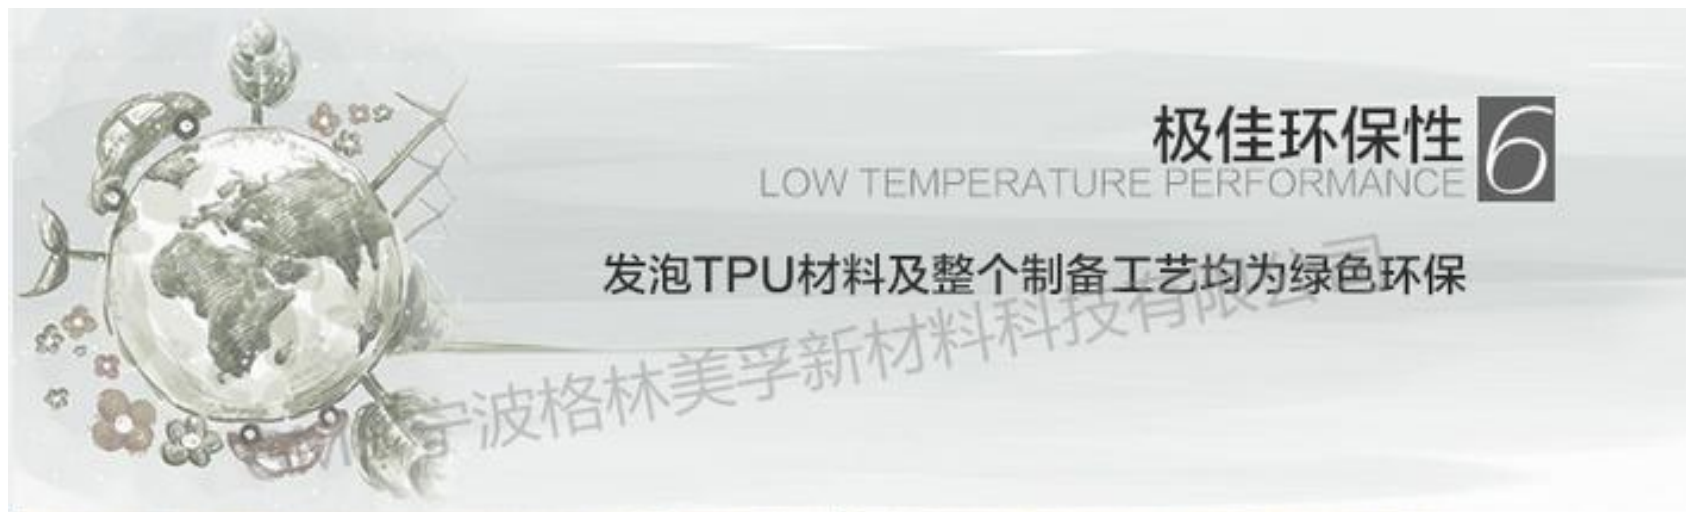 极佳环保性 6
LOW TEMPERATURE PERFORMANCE
发泡TPU材料及整个制备工艺均为绿色环保
宁波格林美孚新材料科技有限公司